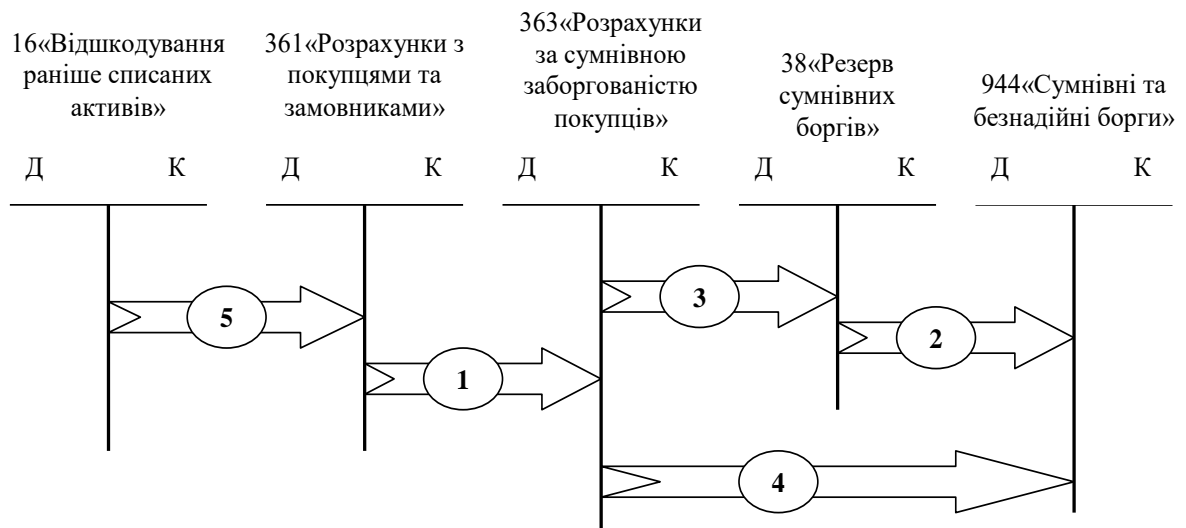 16«Відшкодування
раніше списаних
активів»
361«Розрахунки з
покупцями та
замовниками»
363«Розрахунки
за сумнівною
заборгованістю
покупців»
38«Резерв
сумнівних
боргів»
944«Сумнівні та
безнадійні борги»
Д К Д К Д К Д К Д К
5
3
2
1
4